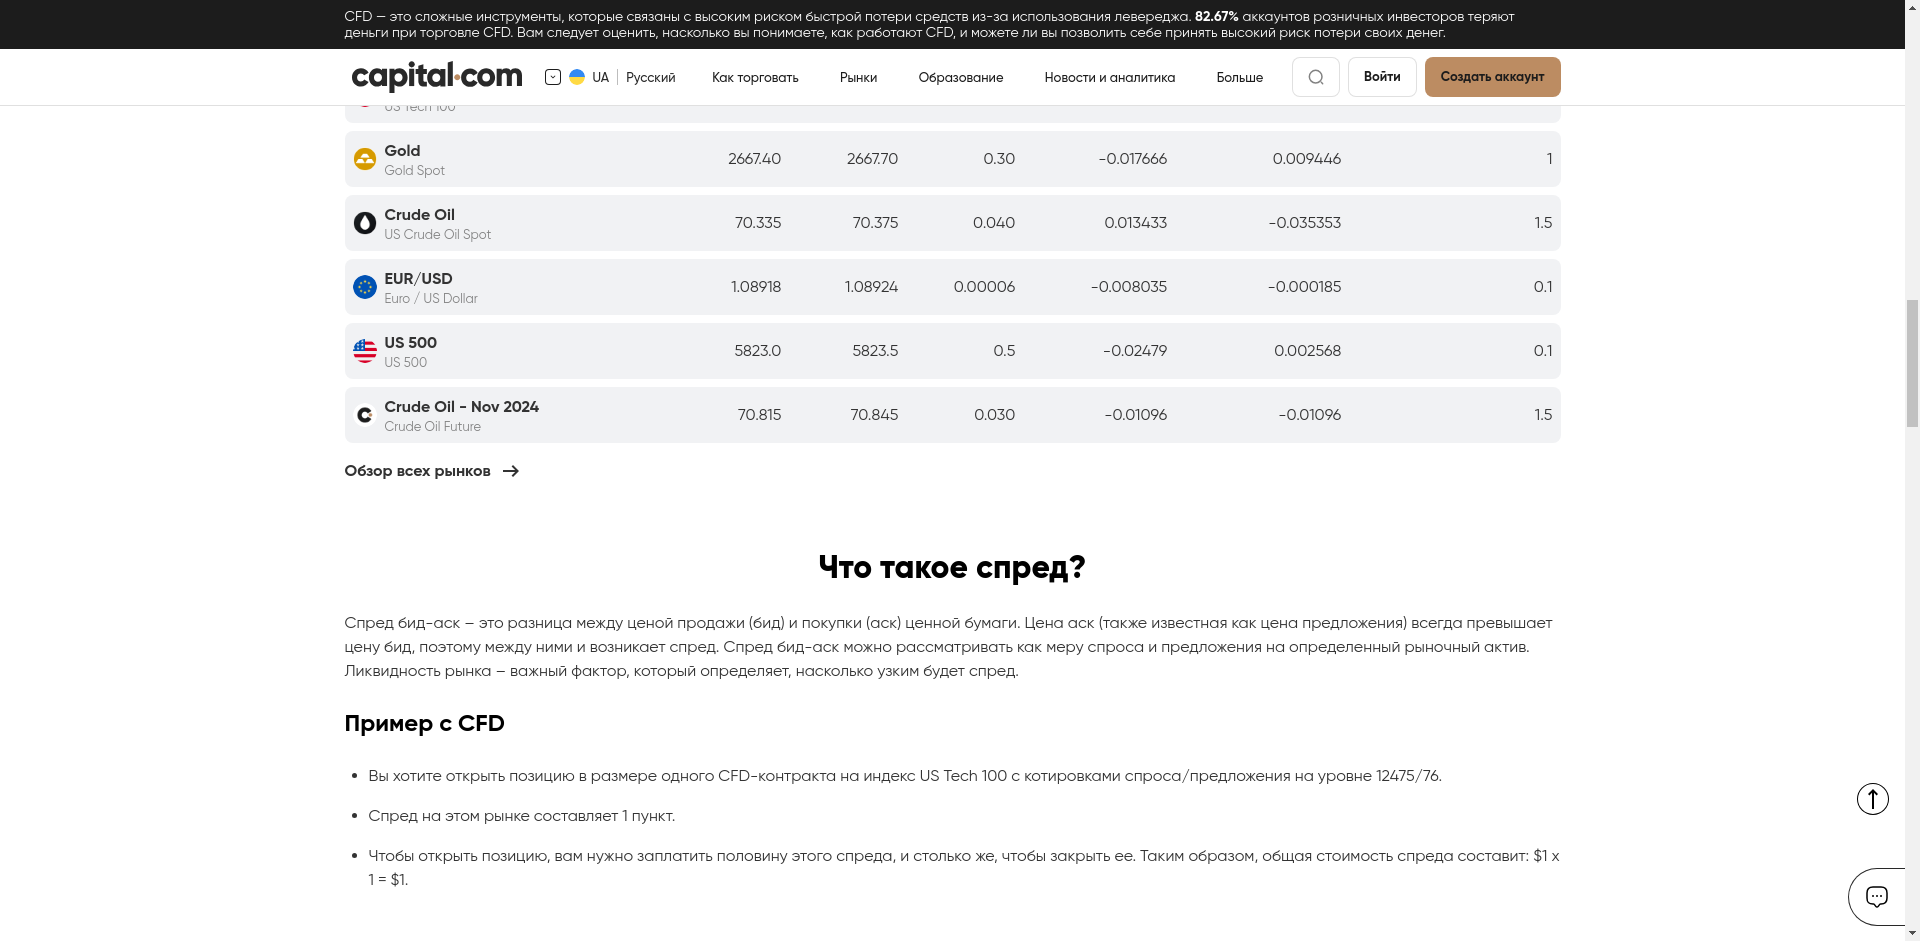 CFD — это сложные инструменты, которые связаны с высоким риском быстрой потери средств из-за использования левереджа. 82.67% аккаунтов розничных инвесторов теряют
деньги при торговле CFD. Вам следует оценить, насколько вы понимаете, как работают CFD, и можете ли вы позволить себе принять высокий риск потери своих денег.
capital.com UA Русский Как торговать Рынки Образование Новости и аналитика Больше Войти Создать аккаунт
US Tech 100
Gold
Gold Spot
2667.40 2667.70 0.30 -0.017666 0.009446 1
Crude Oil
US Crude Oil Spot
70.335 70.375 0.040 0.013433 -0.035353 1.5
EUR/USD
Euro / US Dollar
1.08918 1.08924 0.00006 -0.008035 -0.000185 0.1
US 500
US 500
5823.0 5823.5 0.5 -0.02479 0.002568 0.1
Crude Oil - Nov 2024
Crude Oil Future
70.815 70.845 0.030 -0.01096 -0.01096 1.5
Обзор всех рынков
Что такое спред?
Спред бид-аск – это разница между ценой продажи (бид) и покупки (аск) ценной бумаги. Цена аск (также известная как цена предложения) всегда превышает
цену бид, поэтому между ними и возникает спред. Спред бид-аск можно рассматривать как меру спроса и предложения на определенный рыночный актив.
Ликвидность рынка – важный фактор, который определяет, насколько узким будет спред.
Пример с CFD
• Вы хотите открыть позицию в размере одного CFD-контракта на индекс US Tech 100 с котировками спроса/предложения на уровне 12475/76.
• Спред на этом рынке составляет 1 пункт.
• Чтобы открыть позицию, вам нужно заплатить половину этого спреда, и столько же, чтобы закрыть ее. Таким образом, общая стоимость спреда составит: $1 x
1 = $1.